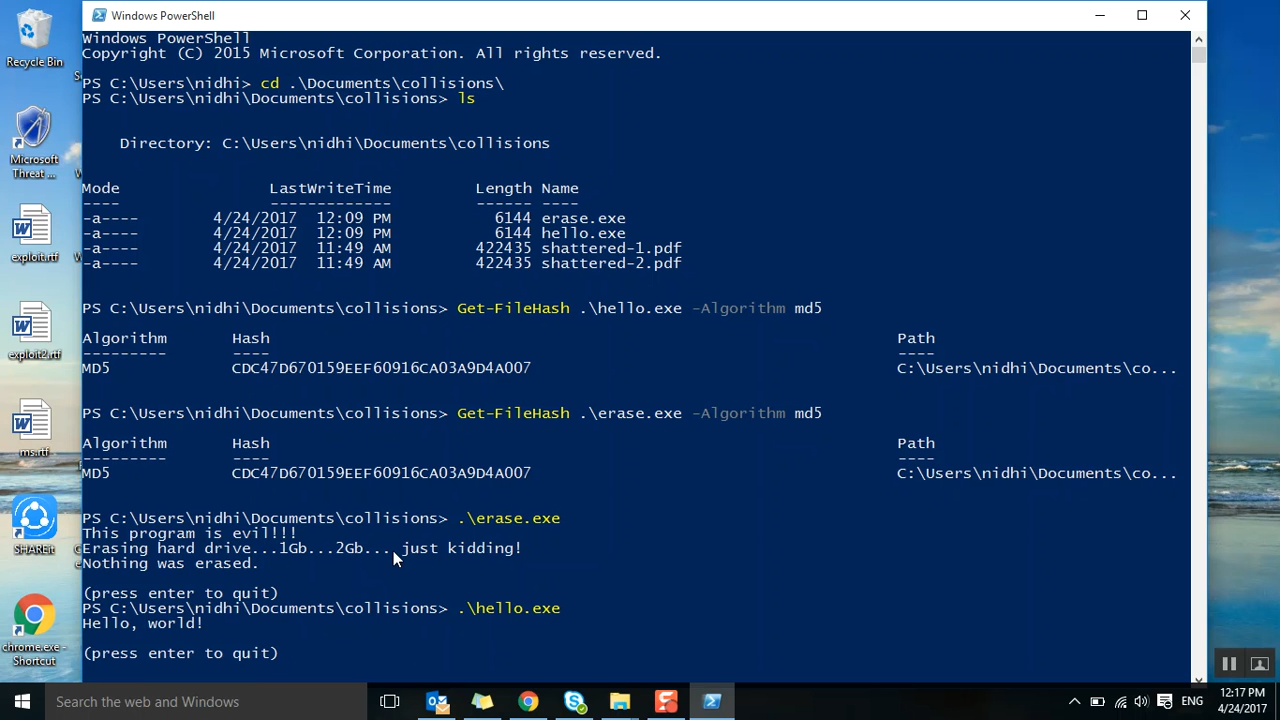 Windows PowerShell
Recycle Bin
Microsoft
Threat ...
exploit.rtf
exploit2.rtf
ms.rtf
SHAREit
chrome.exe -
Shortcut
Windows PowerShell
Copyright (C) 2015 Microsoft Corporation. All rights reserved.
PS C:\Users\nidhi> cd .\Documents\collisions\
PS C:\Users\nidhi\Documents\collisions> ls
Directory: C:\Users\nidhi\Documents\collisions
Mode LastWriteTime Length Name
---- ------------- ------ ----
-a---- 4/24/2017 12:09 PM 6144 erase.exe
-a---- 4/24/2017 12:09 PM 6144 hello.exe
-a---- 4/24/2017 11:49 AM 422435 shattered-1.pdf
-a---- 4/24/2017 11:49 AM 422435 shattered-2.pdf
PS C:\Users\nidhi\Documents\collisions> Get-FileHash .\hello.exe -Algorithm md5
Algorithm Hash Path
--------- ---- ----
MD5 CDC47D670159EEF60916CA03A9D4A007 C:\Users\nidhi\Documents\co...
PS C:\Users\nidhi\Documents\collisions> Get-FileHash .\erase.exe -Algorithm md5
Algorithm Hash Path
--------- ---- ----
MD5 CDC47D670159EEF60916CA03A9D4A007 C:\Users\nidhi\Documents\co...
PS C:\Users\nidhi\Documents\collisions> .\erase.exe
This program is evil!!!
Erasing hard drive...1Gb...2Gb... just kidding!
Nothing was erased.
(press enter to quit)
PS C:\Users\nidhi\Documents\collisions> .\hello.exe
Hello, world!
(press enter to quit)
Search the web and Windows
ENG
12:17 PM
4/24/2017